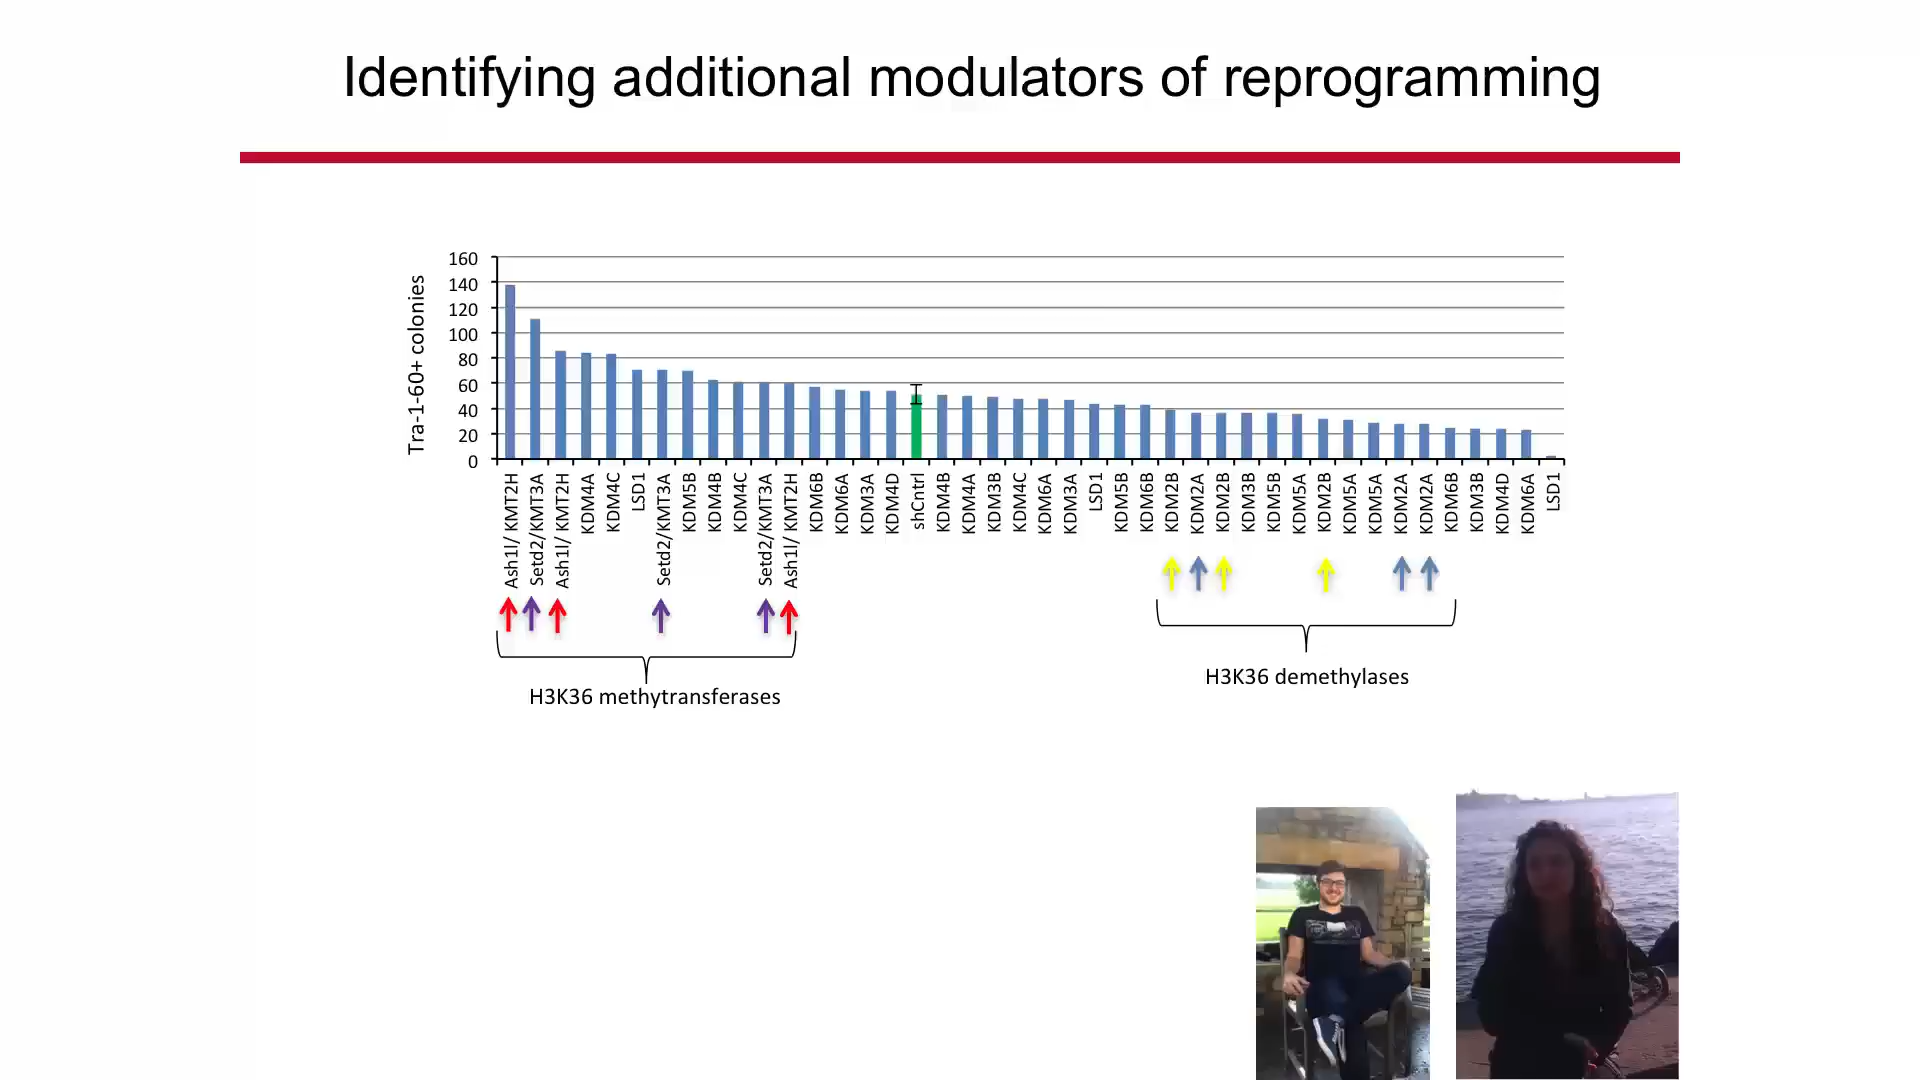 Identifying additional modulators of reprogramming
Tra-1-60+ colonies
160
140
120
100
80
60
40
20
0
Ash1l/ KMT2H
Setd2/KMT3A
Ash1l/ KMT2H
KDM4A
KDM4C
LSD1
Setd2/KMT3A
KDM5B
KDM4B
KDM4C
Setd2/KMT3A
Ash1l/ KMT2H
KDM6B
KDM6A
KDM3A
KDM4D
shCntrl
KDM4B
KDM4A
KDM3B
KDM4C
KDM6A
KDM3A
LSD1
KDM5B
KDM6B
KDM2B
KDM2A
KDM2B
KDM3B
KDM5B
KDM5A
KDM2B
KDM5A
KDM5A
KDM2A
KDM2A
KDM6B
KDM3B
KDM4D
KDM6A
LSD1
H3K36 methytransferases
H3K36 demethylases